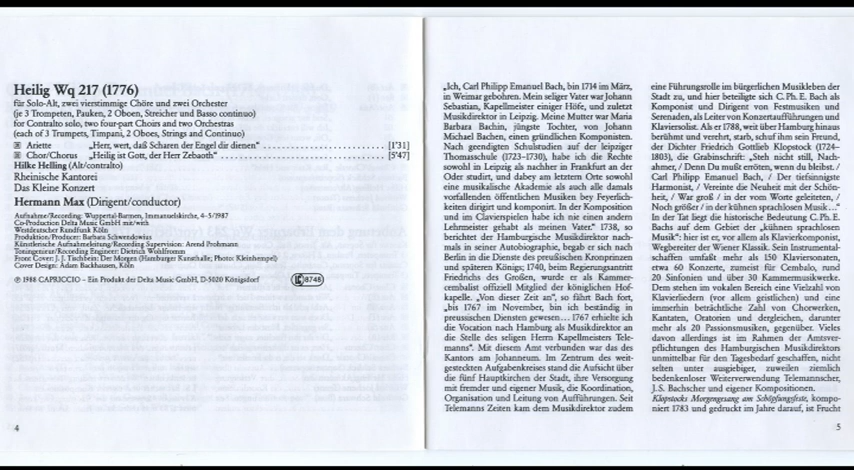 Heilig Wq 217 (1776)
für Solo-Alt, zwei vierstimmige Chöre und zwei Orchester
(je 3 Trompeten, Pauken, 2 Oboen, Streicher und Basso continuo)
for Contralto solo, two four-part Choirs and two Orchestras
(each of 3 Trumpets, Timpani, 2 Oboes, Strings and Continuo)
Ariette „Herr, wert, daß Scharen der Engel dir dienen" [1'31]
Chor/Chorus „Heilig ist Gott, der Herr Zebaoth" [5'47]
Hilke Helling (Alt/contralto)
Rheinische Kantorei
Das Kleine Konzert
Hermann Max (Dirigent/conductor)
Aufnahme/Recording: Wuppertal-Barmen, Immanuelskirche, 4-5/1987
Co-Production Delta Music GmbH mit/with
Westdeutscher Rundfunk Köln
Produktion/Producer: Barbara Schwendowius
Künstlerische Aufnahmeleitung/Recording Supervision: Arend Prohmann
Toningenieur/Recording Engineer: Dietrich Wohlfromm
Front Cover: J. J. Tischbein: Der Morgen (Hamburger Kunsthalle; Photo: Kleinhempel)
Cover Design: Adam Backhausen, Köln
℗ 1988 CAPRICCIO – Ein Produkt der Delta Music GmbH, D-5020 Königsdorf
8748
4
„Ich, Carl Philipp Emanuel Bach, bin 1714 im März,
in Weimar gebohren. Mein seliger Vater war Johann
Sebastian, Kapellmeister einiger Höfe, und zuletzt
Musikdirektor in Leipzig. Meine Mutter war Maria
Barbara Bachin, jüngste Tochter, von Johann
Michael Bachen, einen gründlichen Komponisten.
Nach geendigten Schulstudien auf der leipziger
Thomasschule (1723–1730), habe ich die Rechte
sowohl in Leipzig als nachher in Frankfurt an der
Oder studirt, und dabey am letztern Orte sowohl
eine musikalische Akademie als auch alle damals
vorfallenden öffentlichen Musiken bey Feyerlich-
keiten dirigirt und komponirt. In der Komposition
und im Clavierspielen habe ich nie einen andern
Lehrmeister gehabt als meinen Vater." 1738, so
berichtet der Hamburgische Musikdirektor noch-
mals in seiner Autobiographie, begab er sich nach
Berlin in die Dienste des preußischen Kronprinzen
und späteren Königs; 1740, beim Regierungsantritt
Friedrichs des Großen, wurde er als Kammer-
cembalist offiziell Mitglied der königlichen Hof-
kapelle. „Von dieser Zeit an", so fährt Bach fort,
„bis 1767 im November, bin ich beständig in
preussischen Diensten gewesen... 1767 erhielte ich
die Vocation nach Hamburg als Musikdirektor an
die Stelle des seligen Herrn Kapellmeisters Tele-
manns". Mit diesem Amt verbunden war das des
Kantors am Johanneum. Im Zentrum des weit-
gesteckten Aufgabenkreises stand die Aufsicht über
die fünf Hauptkirchen der Stadt, ihre Versorgung
mit fremder und eigener Musik, die Koordination,
Organisation und Leitung von Aufführungen. Seit
Telemanns Zeiten kam dem Musikdirektor zudem
eine Führungsrolle im bürgerlichen Musikleben der
Stadt zu, und hier beteiligte sich C. Ph. E. Bach als
Komponist und Dirigent von Festmusiken und
Serenaden, als Leiter von Konzertaufführungen und
Klaviersolist. Als er 1788, weit über Hamburg hinaus
berühmt und verehrt, starb, schuf ihm sein Freund,
der Dichter Friedrich Gottlieb Klopstock (1724–
1803), die Grabinschrift: „Steh nicht still, Nach-
ahmer, / Denn Du mußt erröten, wenn du bleibst. /
Carl Philipp Emanuel Bach, / Der tiefsinnigste
Harmonist, / Vereinte die Neuheit mit der Schön-
heit, / War groß / in der vom Worte geleiteten, /
Noch größer / in der kühnen sprachlosen Musik..."
In der Tat liegt die historische Bedeutung C. Ph. E.
Bachs auf dem Gebiet der „kühnen sprachlosen
Musik": hier ist er, vor allem als Klavierkomponist,
Wegbereiter der Wiener Klassik. Sein Instrumental-
schaffen umfaßt mehr als 150 Klaviersonaten,
etwa 60 Konzerte, zumeist für Cembalo, rund
20 Sinfonien und über 30 Kammermusikwerke.
Dem stehen im vokalen Bereich eine Vielzahl von
Klavierliedern (vor allem geistlichen) und eine
immerhin beträchtliche Zahl von Chorwerken,
Kantaten, Oratorien und dergleichen, darunter
mehr als 20 Passionsmusiken, gegenüber. Vieles
davon allerdings ist im Rahmen der Amtsver-
pflichtungen des Hamburgischen Musikdirektors
unmittelbar für den Tagesbedarf geschaffen, nicht
selten unter ausgiebiger, zuweilen ziemlich
bedenkenloser Weiterverwendung Telemannscher,
J.S. Bachscher und eigener Kompositionen.
Klopstocks Morgengesang am Schöpfungsfeste, kompo-
niert 1783 und gedruckt im Jahre darauf, ist Frucht
5